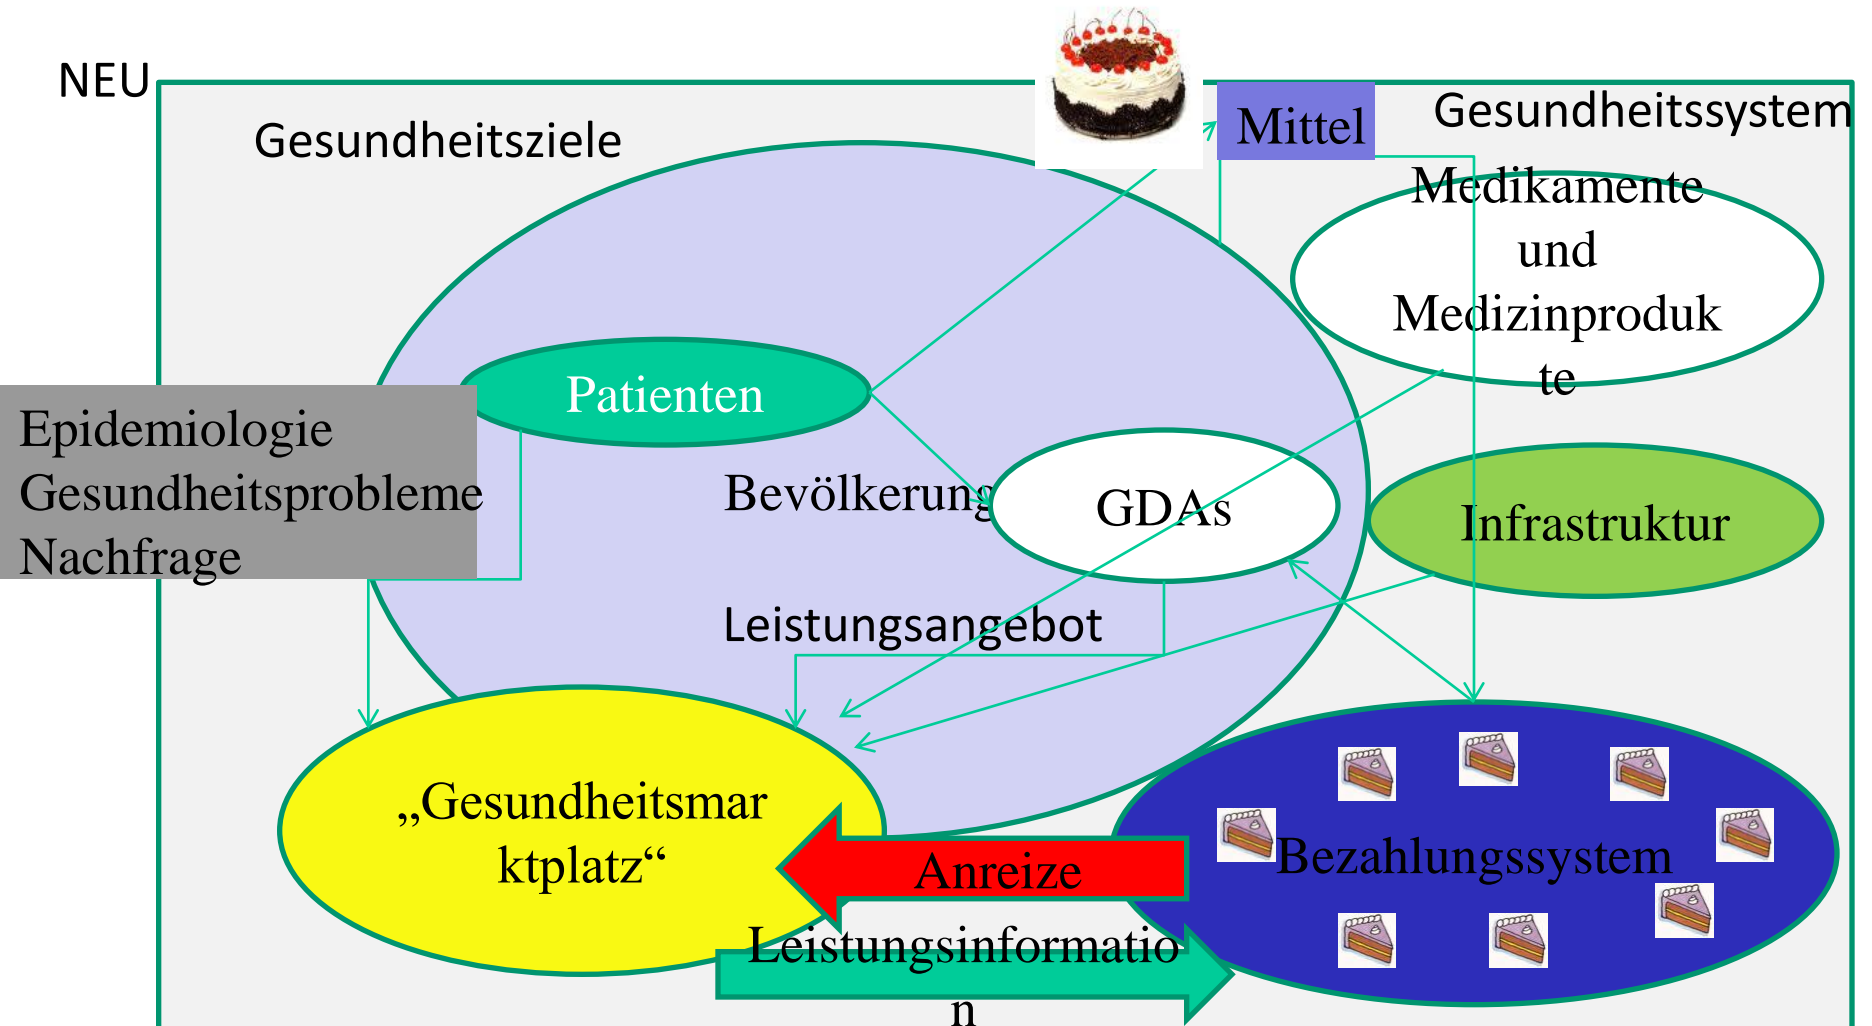 NEU
Gesundheitsziele
Mittel
Gesundheitssystem
Medikamente
und
Medizinproduk
te
Patienten
Epidemiologie
Gesundheitsprobleme
Nachfrage
Bevölkerung
GDAs
Infrastruktur
Leistungsangebot
„Gesundheitsmar
ktplatz“
Anreize
Bezahlungssystem
Leistungsinformatio
n